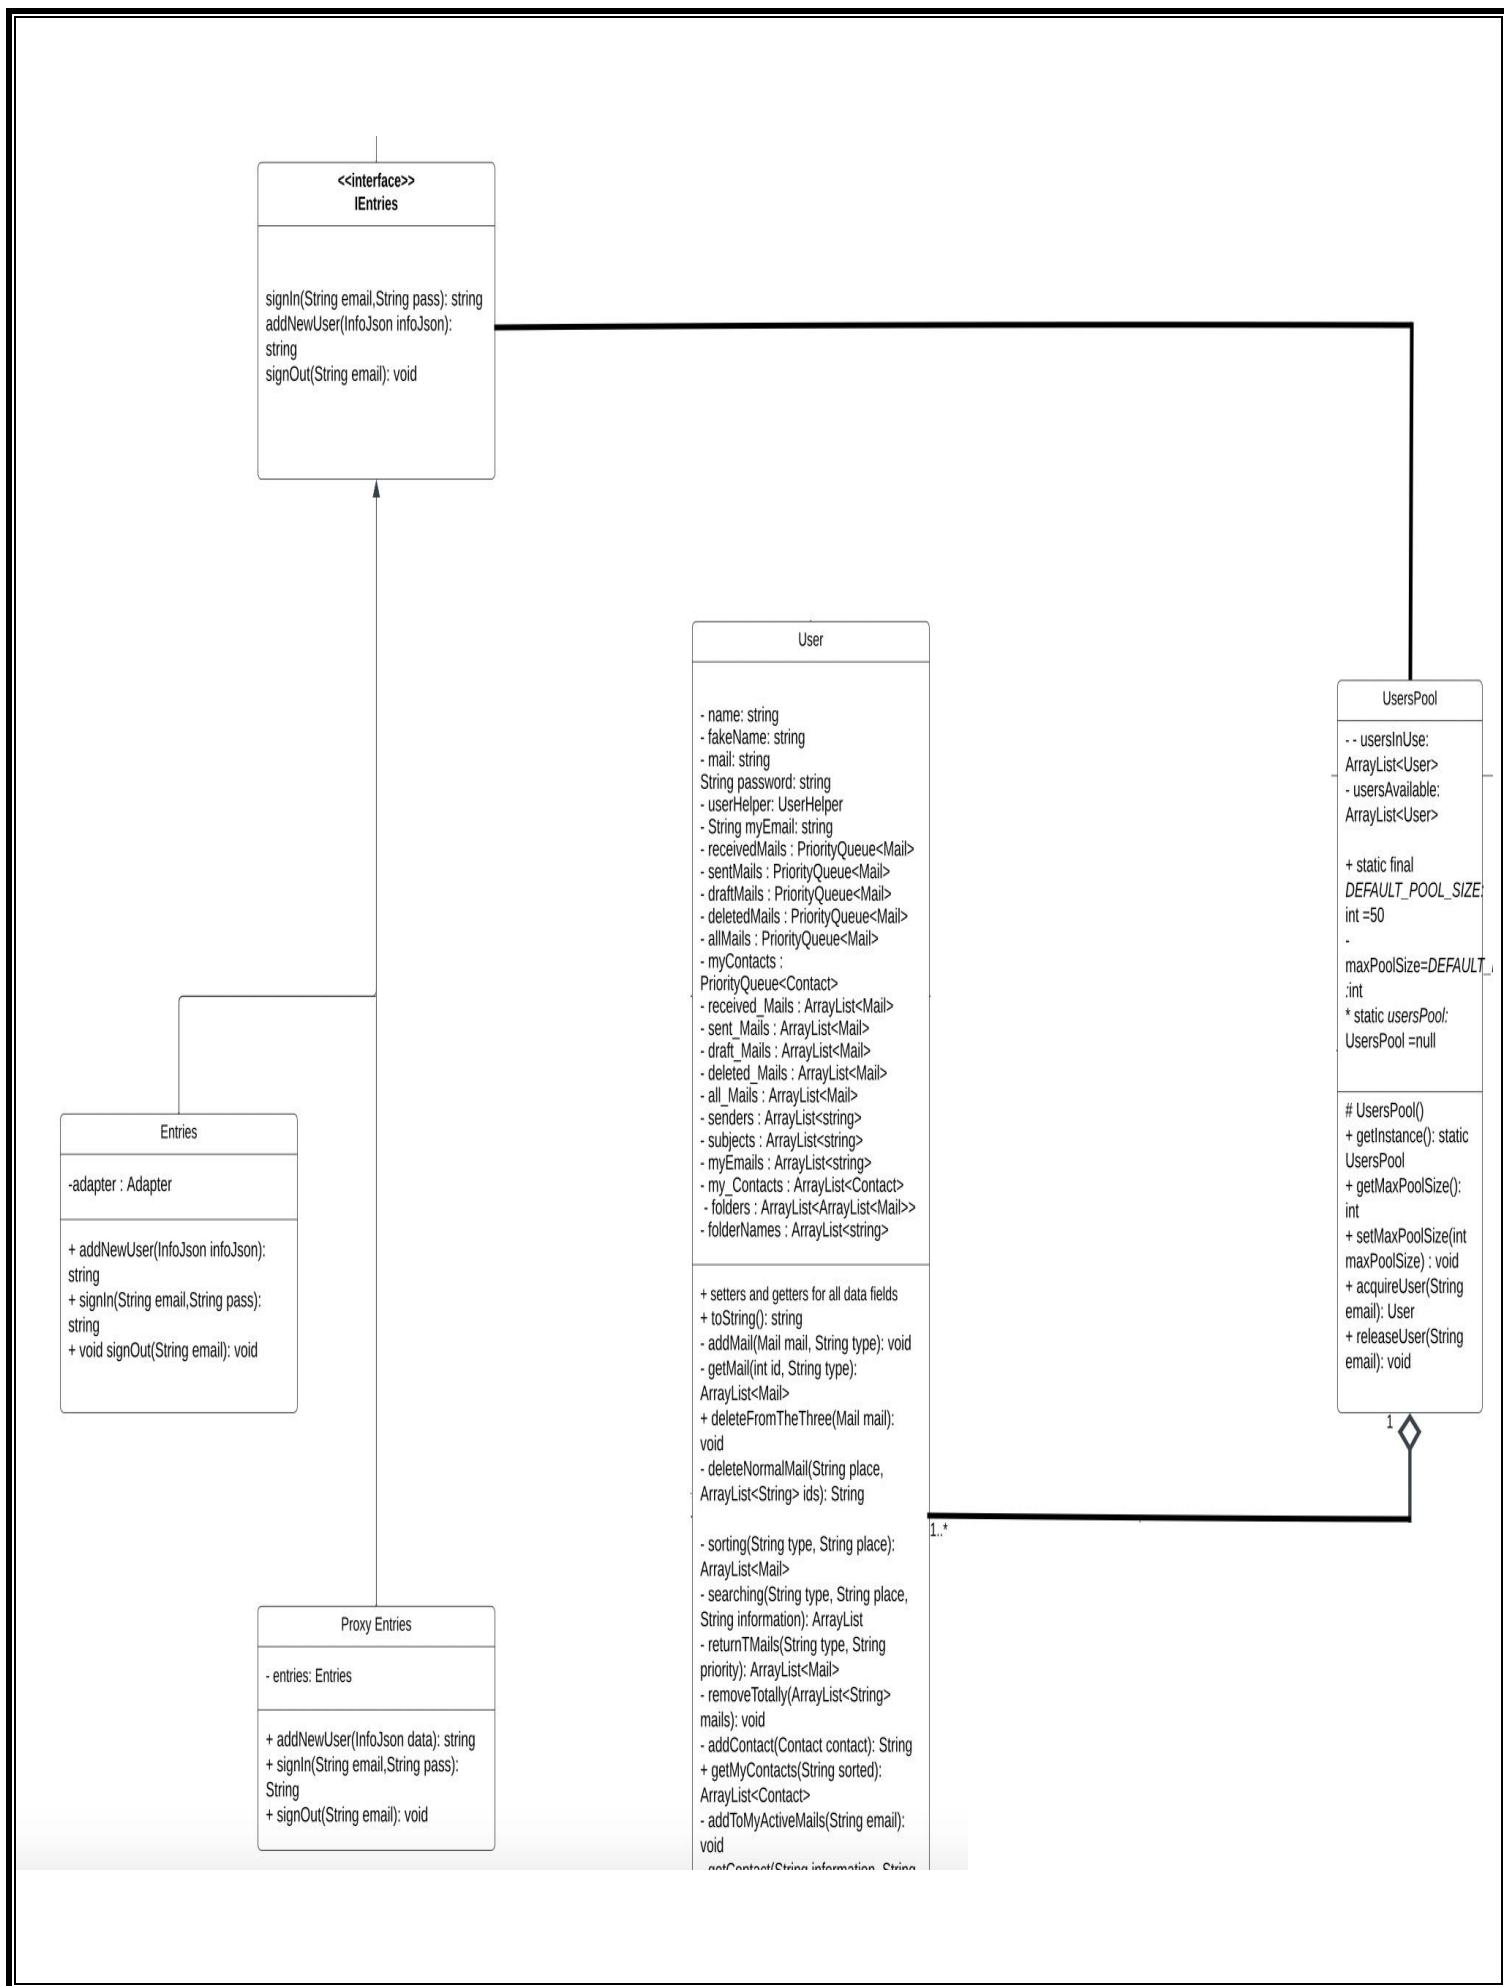 <<interface>>
IEntries
signIn(String email,String pass): string
addNewUser(InfoJson infoJson):
string
signOut(String email): void
User
- name: string
- fakeName: string
- mail: string
String password: string
- userHelper: UserHelper
- String myEmail: string
- receivedMails : PriorityQueue<Mail>
- sentMails : PriorityQueue<Mail>
- draftMails : PriorityQueue<Mail>
- deletedMails : PriorityQueue<Mail>
- allMails : PriorityQueue<Mail>
- myContacts :
PriorityQueue<Contact>
- received_Mails : ArrayList<Mail>
- sent_Mails : ArrayList<Mail>
- draft_Mails : ArrayList<Mail>
- deleted_Mails : ArrayList<Mail>
- all_Mails : ArrayList<Mail>
- senders : ArrayList<string>
- subjects : ArrayList<string>
- myEmails : ArrayList<string>
- my_Contacts : ArrayList<Contact>
- folders : ArrayList<ArrayList<Mail>>
- folderNames : ArrayList<string>
+ setters and getters for all data fields
+ toString(): string
- addMail(Mail mail, String type): void
- getMail(int id, String type):
ArrayList<Mail>
+ deleteFromTheThree(Mail mail):
void
- deleteNormalMail(String place,
ArrayList<String> ids): String
- sorting(String type, String place):
ArrayList<Mail>
- searching(String type, String place,
String information): ArrayList
- returnTMails(String type, String
priority): ArrayList<Mail>
- removeTotally(ArrayList<String>
mails): void
- addContact(Contact contact): String
+ getMyContacts(String sorted):
ArrayList<Contact>
- addToMyActiveMails(String email):
void
getContact(String information, String
UsersPool
- - usersInUse:
ArrayList<User>
- usersAvailable:
ArrayList<User>
+ static final
DEFAULT_POOL_SIZE:
int =50
-
maxPoolSize=DEFAULT_
:int
* static usersPool:
UsersPool =null
# UsersPool()
+ getInstance(): static
UsersPool
+ getMaxPoolSize():
int
+ setMaxPoolSize(int
maxPoolSize) : void
+ acquireUser(String
email): User
+ releaseUser(String
email): void
1
1..*
Entries
-adapter : Adapter
+ addNewUser(InfoJson infoJson):
string
+ signIn(String email,String pass):
string
+ void signOut(String email): void
Proxy Entries
- entries: Entries
+ addNewUser(InfoJson data): string
+ signIn(String email,String pass):
String
+ signOut(String email): void